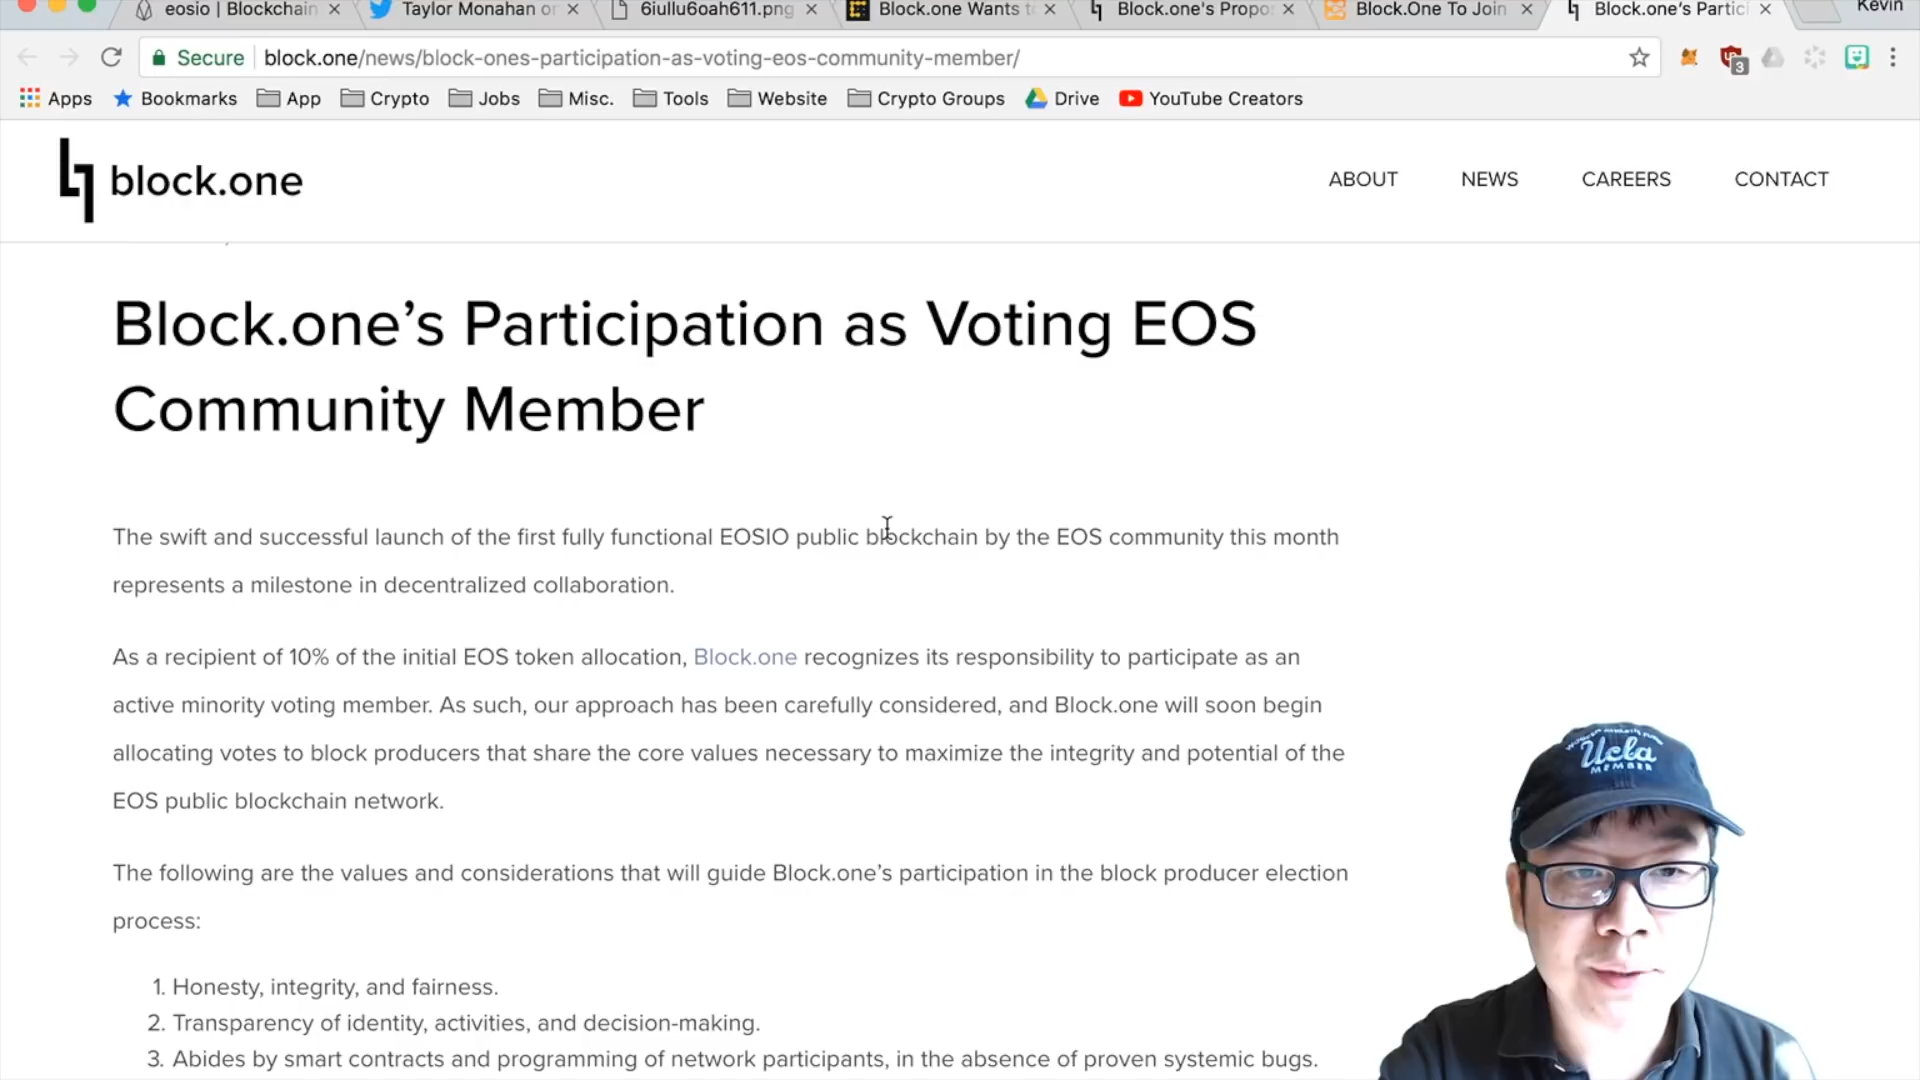 eosio | Blockchain
Taylor Monahan on
6iullu6oah611.png
Block.one Wants to
Block.one's Propo
Block.One To Join
Block.one's Partici
Kevin
Secure
block.one/news/block-ones-participation-as-voting-eos-community-member/
3
Apps
Bookmarks
App
Crypto
Jobs
Misc.
Tools
Website
Crypto Groups
Drive
YouTube Creators
block.one
ABOUT
NEWS
CAREERS
CONTACT
Block.one’s Participation as Voting EOS
Community Member
The swift and successful launch of the first fully functional EOSIO public blockchain by the EOS community this month
represents a milestone in decentralized collaboration.
As a recipient of 10% of the initial EOS token allocation, Block.one recognizes its responsibility to participate as an
active minority voting member. As such, our approach has been carefully considered, and Block.one will soon begin
allocating votes to block producers that share the core values necessary to maximize the integrity and potential of the
EOS public blockchain network.
The following are the values and considerations that will guide Block.one’s participation in the block producer election
process:
1. Honesty, integrity, and fairness.
2. Transparency of identity, activities, and decision-making.
3. Abides by smart contracts and programming of network participants, in the absence of proven systemic bugs.
Ucla
MEMBER